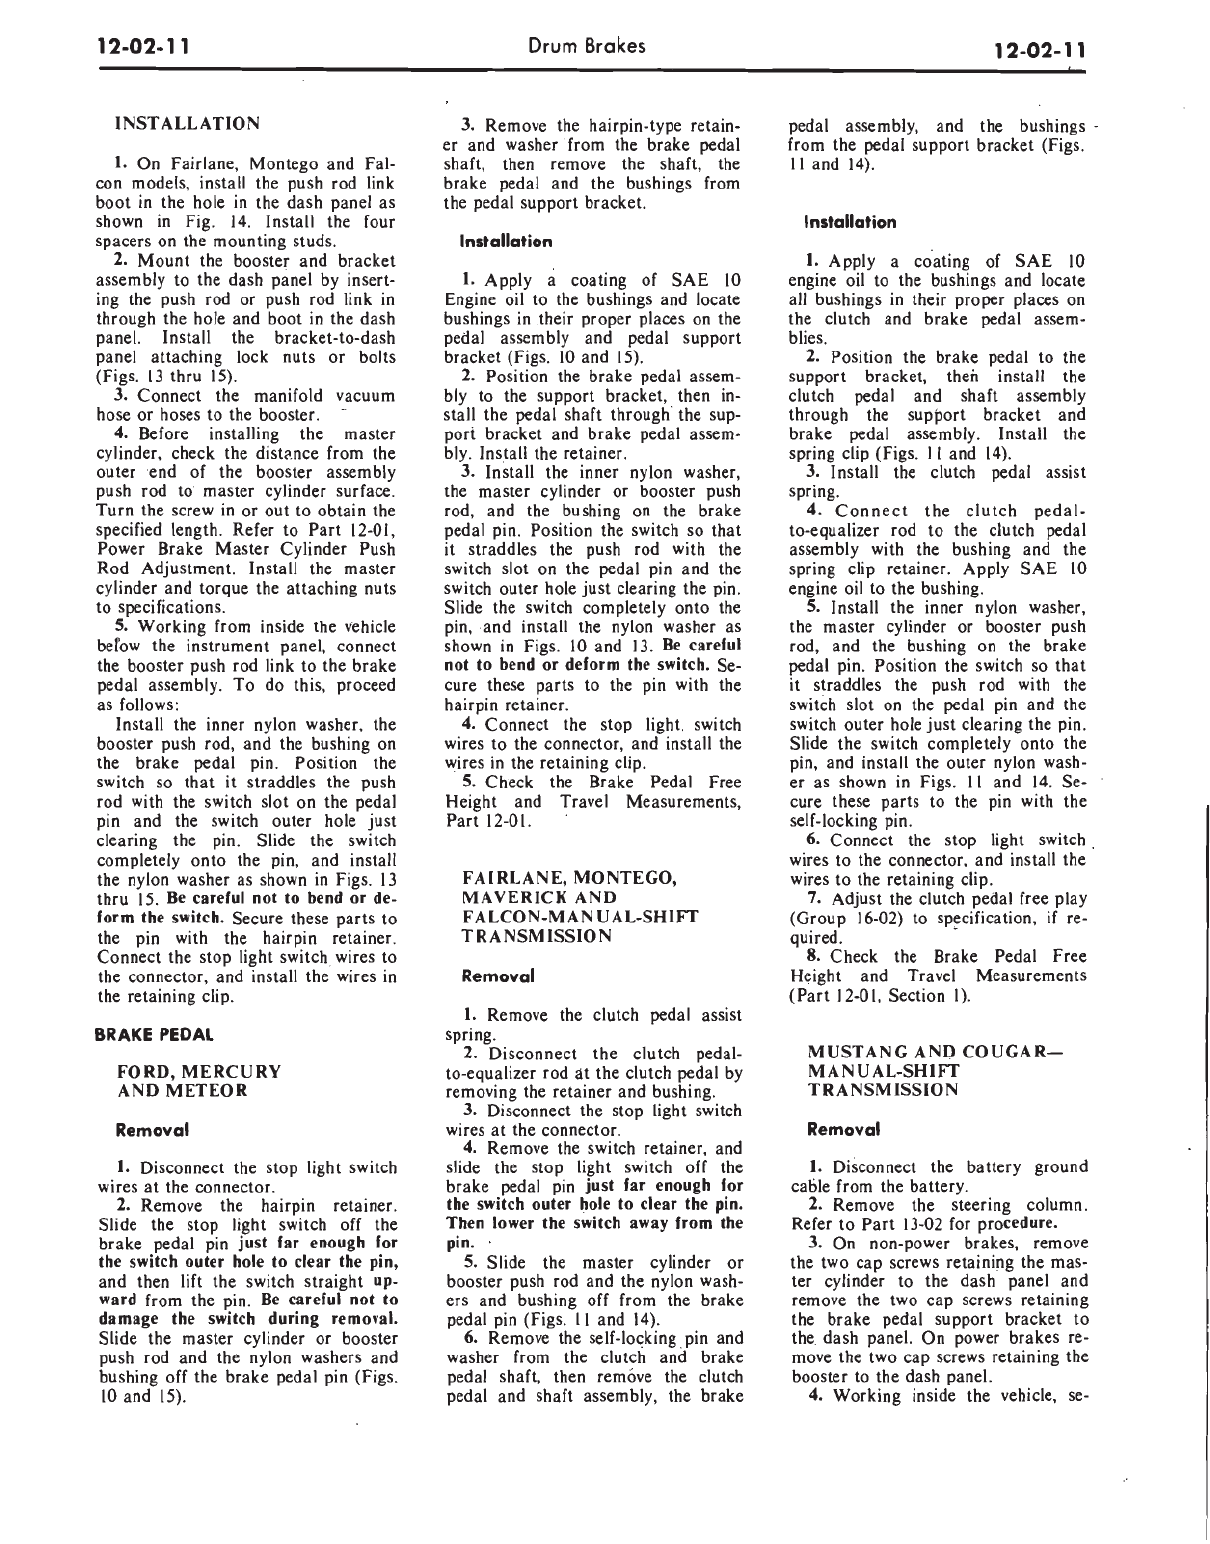 12-02-11
Drum Brakes
12-02-11
INSTALLATION
1. On Fairlane, Montego and Fal-
con models, install the push rod link
boot in the hole in the dash panel as
shown in Fig. 14. Install the four
spacers on the mounting studs.
2. Mount the booster and bracket
assembly to the dash panel by insert-
ing the push rod or push rod link in
through the hole and boot in the dash
panel. Install the bracket-to-dash
panel attaching lock nuts or bolts
(Figs. 13 thru 15).
3. Connect the manifold vacuum
hose or hoses to the booster.
4. Before installing the master
cylinder, check the distance from the
outer end of the booster assembly
push rod to master cylinder surface.
Turn the screw in or out to obtain the
specified length. Refer to Part 12-01,
Power Brake Master Cylinder Push
Rod Adjustment. Install the master
cylinder and torque the attaching nuts
to specifications.
5. Working from inside the vehicle
below the instrument panel, connect
the booster push rod link to the brake
pedal assembly. To do this, proceed
as follows:
Install the inner nylon washer, the
booster push rod, and the bushing on
the brake pedal pin. Position the
switch so that it straddles the push
rod with the switch slot on the pedal
pin and the switch outer hole just
clearing the pin. Slide the switch
completely onto the pin, and install
the nylon washer as shown in Figs. 13
thru 15. Be careful not to bend or de-
form the switch. Secure these parts to
the pin with the hairpin retainer.
Connect the stop light switch wires to
the connector, and install the wires in
the retaining clip.
BRAKE PEDAL
FORD, MERCURY
AND METEOR
Removal
1. Disconnect the stop light switch
wires at the connector.
2. Remove the hairpin retainer.
Slide the stop light switch off the
brake pedal pin just far enough for
the switch outer hole to clear the pin,
and then lift the switch straight up-
ward from the pin. Be careful not to
damage the switch during removal.
Slide the master cylinder or booster
push rod and the nylon washers and
bushing off the brake pedal pin (Figs.
10 and 15).
3. Remove the hairpin-type retain-
er and washer from the brake pedal
shaft, then remove the shaft, the
brake pedal and the bushings from
the pedal support bracket.
Installation
1. Apply a coating of SAE 10
Engine oil to the bushings and locate
bushings in their proper places on the
pedal assembly and pedal support
bracket (Figs. 10 and 15).
2. Position the brake pedal assem-
bly to the support bracket, then in-
stall the pedal shaft through the sup-
port bracket and brake pedal assem-
bly. Install the retainer.
3. Install the inner nylon washer,
the master cylinder or booster push
rod, and the bushing on the brake
pedal pin. Position the switch so that
it straddles the push rod with the
switch slot on the pedal pin and the
switch outer hole just clearing the pin.
Slide the switch completely onto the
pin, and install the nylon washer as
shown in Figs. 10 and 13. Be careful
not to bend or deform the switch. Se-
cure these parts to the pin with the
hairpin retainer.
4. Connect the stop light switch
wires to the connector, and install the
wires in the retaining clip.
5. Check the Brake Pedal Free
Height and Travel Measurements,
Part 12-01.
FAIRLANE, MONTEGO,
MAVERICK AND
FALCON-MANUAL-SHIFT
TRANSMISSION
Removal
1. Remove the clutch pedal assist
spring.
2. Disconnect the clutch pedal-
to-equalizer rod at the clutch pedal by
removing the retainer and bushing.
3. Disconnect the stop light switch
wires at the connector.
4. Remove the switch retainer, and
slide the stop light switch off the
brake pedal pin just far enough for
the switch outer hole to clear the pin.
Then lower the switch away from the
pin.
5. Slide the master cylinder or
booster push rod and the nylon wash-
ers and bushing off from the brake
pedal pin (Figs. 11 and 14).
6. Remove the self-locking pin and
washer from the clutch and brake
pedal shaft, then remove the clutch
pedal and shaft assembly, the brake
pedal assembly, and the bushings
from the pedal support bracket (Figs.
11 and 14).
Installation
1. Apply a coating of SAE 10
engine oil to the bushings and locate
all bushings in their proper places on
the clutch and brake pedal assem-
blies.
2. Position the brake pedal to the
support bracket, then install the
clutch pedal and shaft assembly
through the support bracket and
brake pedal assembly. Install the
spring clip (Figs. 11 and 14).
3. Install the clutch pedal assist
spring.
4. Connect the clutch pedal-
to-equalizer rod to the clutch pedal
assembly with the bushing and the
spring clip retainer. Apply SAE 10
engine oil to the bushing.
5. Install the inner nylon washer,
the master cylinder or booster push
rod, and the bushing on the brake
pedal pin. Position the switch so that
it straddles the push rod with the
switch slot on the pedal pin and the
switch outer hole just clearing the pin.
Slide the switch completely onto the
pin, and install the outer nylon wash-
er as shown in Figs. 11 and 14. Se-
cure these parts to the pin with the
self-locking pin.
6. Connect the stop light switch
wires to the connector, and install the
wires to the retaining clip.
7. Adjust the clutch pedal free play
(Group 16-02) to specification, if re-
quired.
8. Check the Brake Pedal Free
Height and Travel Measurements
(Part 12-01, Section 1).
MUSTANG AND COUGAR—
MANUAL-SHIFT
TRANSMISSION
Removal
1. Disconnect the battery ground
cable from the battery.
2. Remove the steering column.
Refer to Part 13-02 for procedure.
3. On non-power brakes, remove
the two cap screws retaining the mas-
ter cylinder to the dash panel and
remove the two cap screws retaining
the brake pedal support bracket to
the dash panel. On power brakes re-
move the two cap screws retaining the
booster to the dash panel.
4. Working inside the vehicle, se-